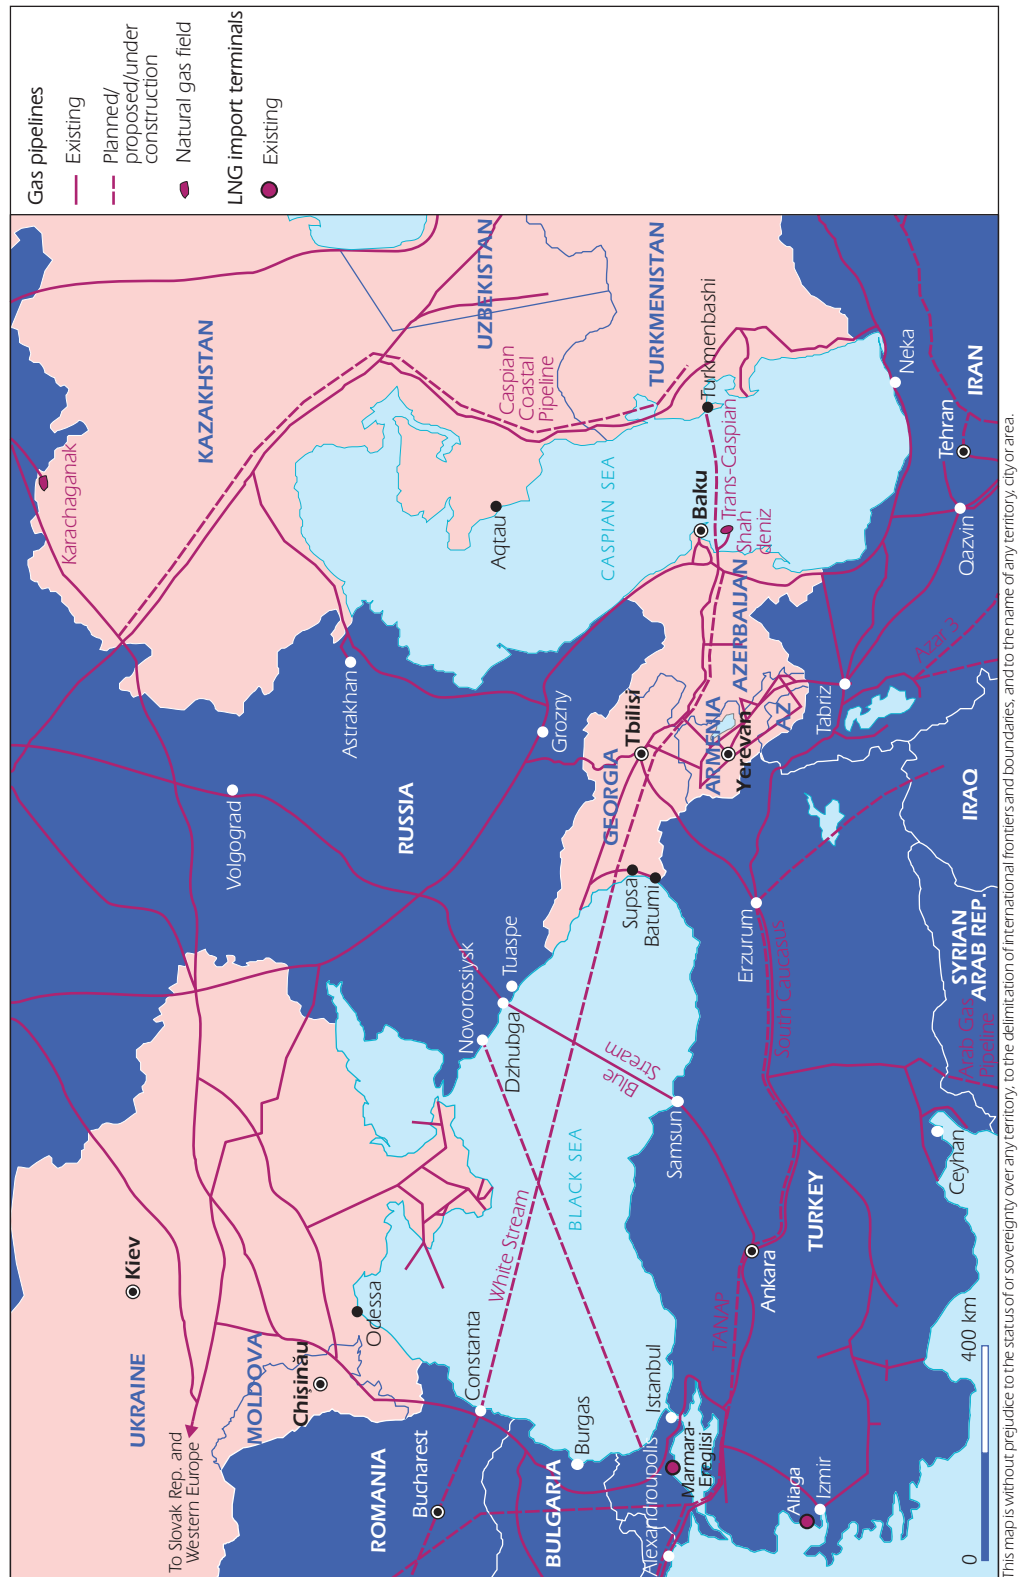 Gas pipelines
Existing
Planned/
proposed/under
construction
Natural gas field
LNG import terminals
Existing
KAZAKHSTAN
UZBEKISTAN
TURKMENISTAN
Karachaganak
Caspian
Coastal
Pipeline
Turkmenbashi
Neka
IRAN
Tehran
Qazvin
Aqtau
CASPIAN SEA
Baku
Trans-Caspian
Shah
deniz
AZERBAIJAN
Azar 3
Astrakhan
Grozny
Tbilisi
ARMENIA
Yerevan
AZ.
Tabriz
GEORGIA
Volgograd
RUSSIA
IRAQ
Supsa
Batumi
Erzurum
SYRIAN
ARAB REP.
South Caucasus
Arab Gas
Pipeline
Novorossiysk
Tuaspe
Dzhubga
Blue
Stream
Samsun
BLACK SEA
White Stream
Ceyhan
TURKEY
Ankara
TANAP
Kiev
UKRAINE
Odessa
MOLDOVA
Chişinău
Constanta
Istanbul
Burgas
Marmara-
Ereglisi
Alexandroupolis
To Slovak Rep. and
Western Europe
ROMANIA
Bucharest
BULGARIA
Aliaga
Izmir
0
400 km
This map is without prejudice to the status of or sovereignty over any territory, to the delimitation of international frontiers and boundaries, and to the name of any territory, city or area.